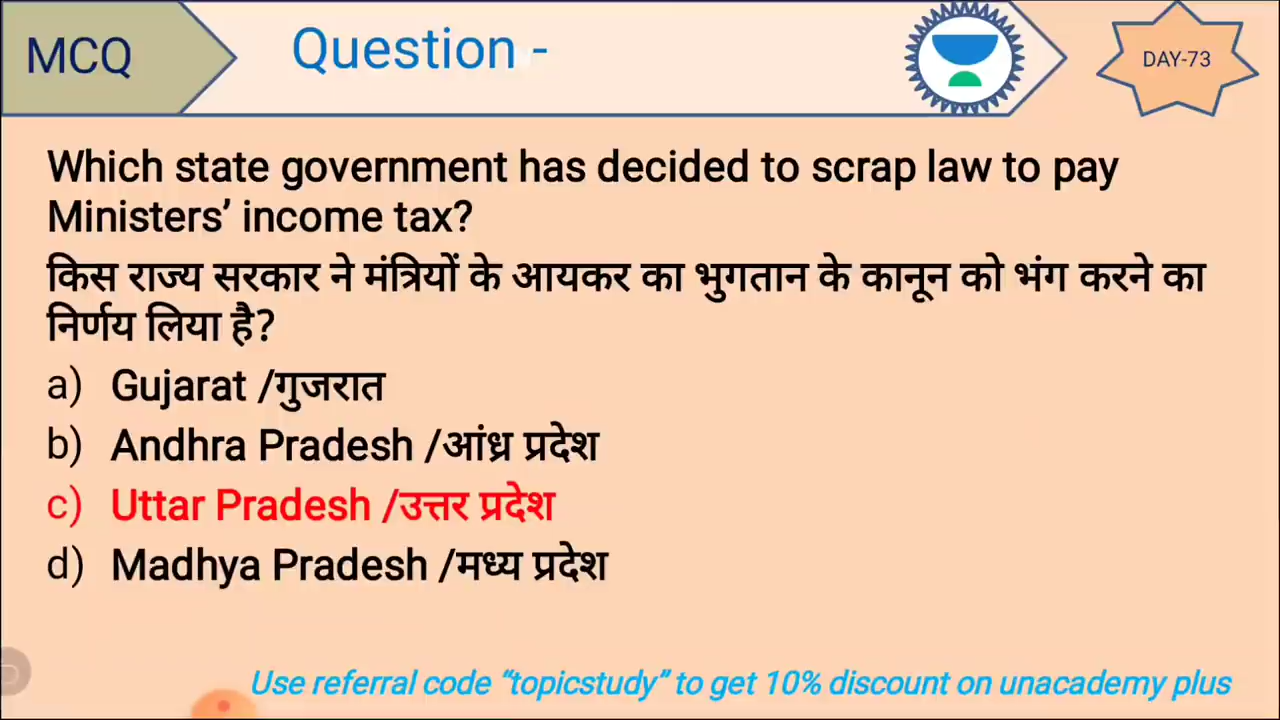 MCQ
Question -
DAY-73
Which state government has decided to scrap law to pay
Ministers’ income tax?
किस राज्य सरकार ने मंत्रियों के आयकर का भुगतान के कानून को भंग करने का
निर्णय लिया है?
a) Gujarat /गुजरात
b) Andhra Pradesh /आंध्र प्रदेश
c) Uttar Pradesh /उत्तर प्रदेश
d) Madhya Pradesh /मध्य प्रदेश
Use referral code “topicstudy” to get 10% discount on unacademy plus